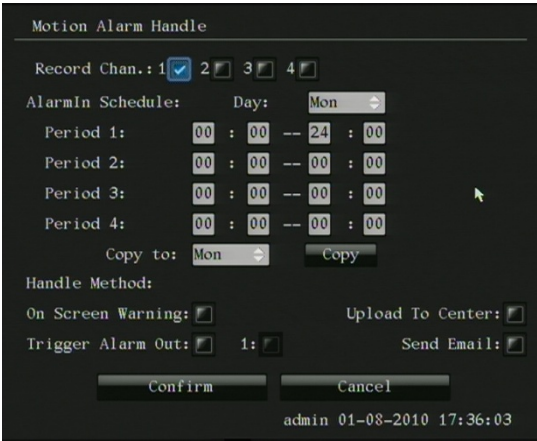 Motion Alarm Handle
Record Chan.: 1 2 3 4
AlarmIn Schedule: Day: Mon
Period 1: 00 : 00 -- 24 : 00
Period 2: 00 : 00 -- 00 : 00
Period 3: 00 : 00 -- 00 : 00
Period 4: 00 : 00 -- 00 : 00
Copy to: Mon Copy
Handle Method:
On Screen Warning: Upload To Center:
Trigger Alarm Out: 1: Send Email:
Confirm Cancel
admin 01-08-2010 17:36:03